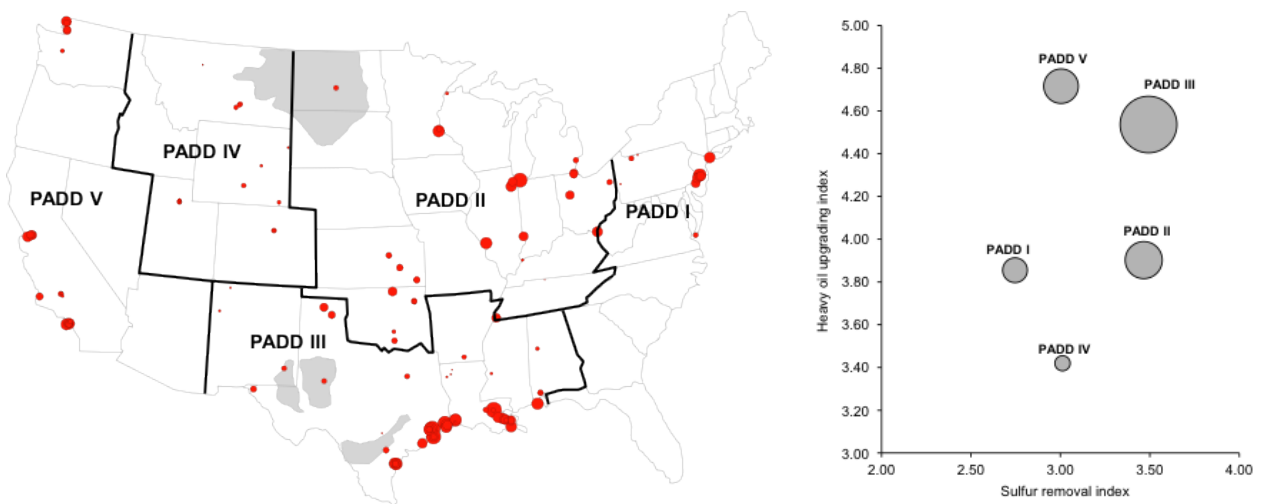 PADD IV
PADD V
PADD II
PADD I
PADD III
5.00
4.80
4.60
4.40
4.20
4.00
3.80
3.60
3.40
3.20
3.00
Heavy oil upgrading index
PADD V
PADD III
PADD II
PADD I
PADD IV
2.00 2.50 3.00 3.50 4.00
Sulfur removal index